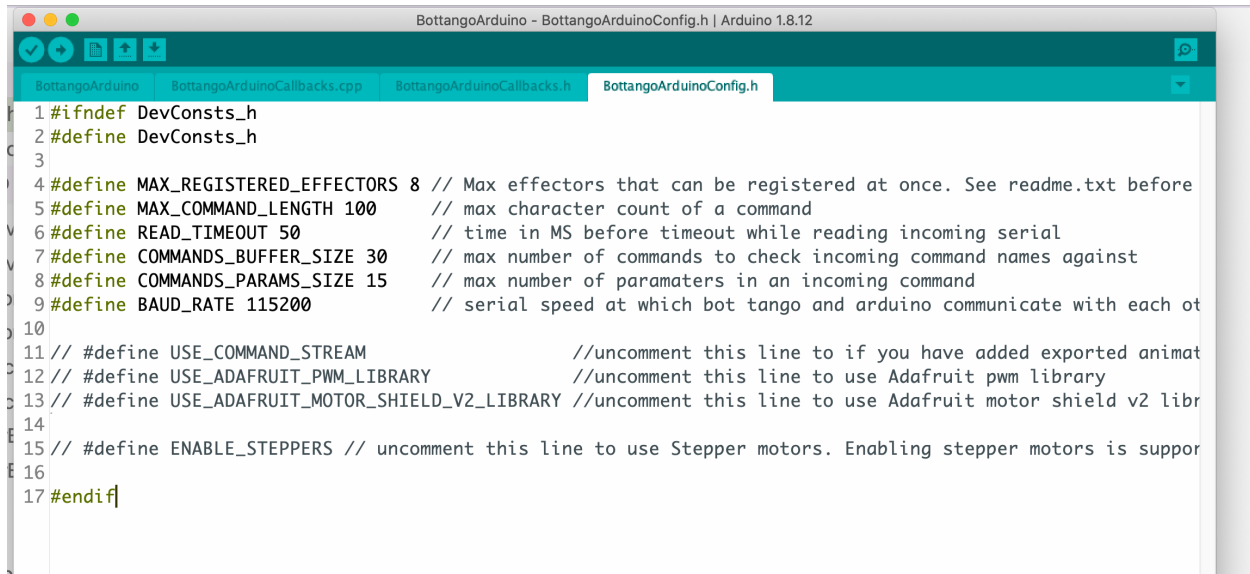 BottangoArduino - BottangoArduinoConfig.h | Arduino 1.8.12
BottangoArduino BottangoArduinoCallbacks.cpp BottangoArduinoCallbacks.h BottangoArduinoConfig.h
1 #ifndef DevConsts_h
2 #define DevConsts_h
3
4 #define MAX_REGISTERED_EFFECTORS 8 // Max effectors that can be registered at once. See readme.txt before
5 #define MAX_COMMAND_LENGTH 100 // max character count of a command
6 #define READ_TIMEOUT 50 // time in MS before timeout while reading incoming serial
7 #define COMMANDS_BUFFER_SIZE 30 // max number of commands to check incoming command names against
8 #define COMMANDS_PARAMS_SIZE 15 // max number of paramaters in an incoming command
9 #define BAUD_RATE 115200 // serial speed at which bot tango and arduino communicate with each ot
10
11 // #define USE_COMMAND_STREAM //uncomment this line to if you have added exported animat
12 // #define USE_ADAFRUIT_PWM_LIBRARY //uncomment this line to use Adafruit pwm library
13 // #define USE_ADAFRUIT_MOTOR_SHIELD_V2_LIBRARY //uncomment this line to use Adafruit motor shield v2 libr
14
15 // #define ENABLE_STEPPERS // uncomment this line to use Stepper motors. Enabling stepper motors is suppor
16
17 #endif